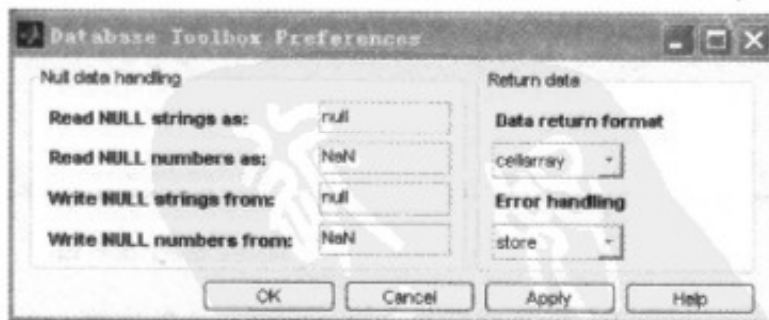 Database Toolbox Preferences
Null data handling
Read NULL strings as: null
Read NULL numbers as: NaN
Write NULL strings from: null
Write NULL numbers from: NaN
Return data
Data return format
cellarray
Error handling
store
OK Cancel Apply Help